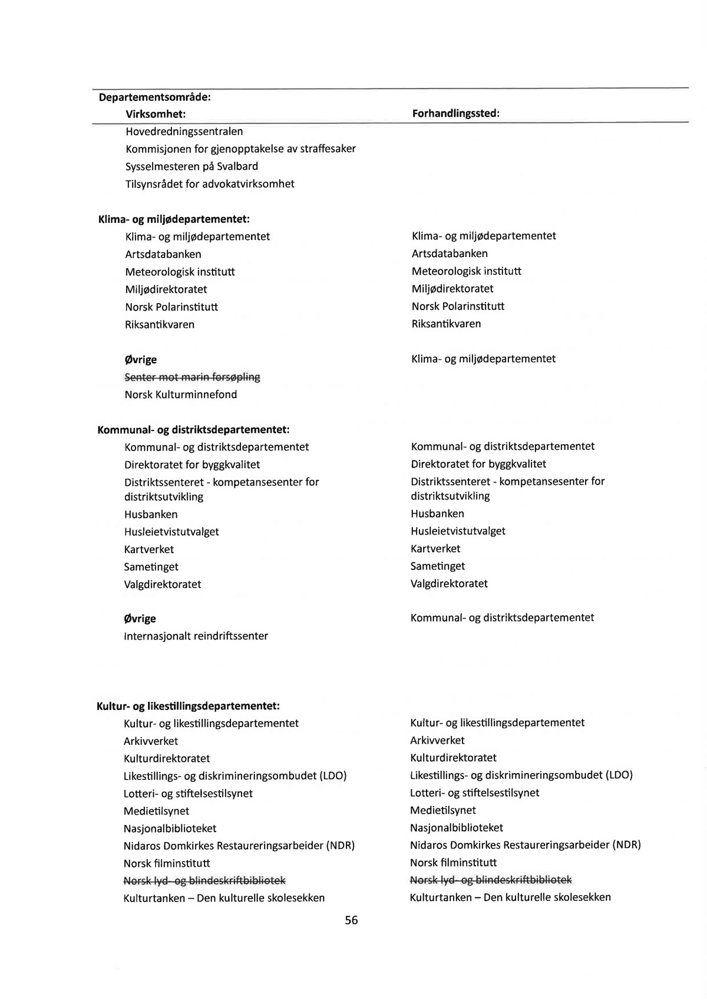 Departementsområde:
Virksomhet: Forhandlingssted:
Hovedredningssentralen
Kommisjonen for gjenopptakelse av straffesaker
Sysselmesteren på Svalbard
Tilsynsrådet for advokatvirksomhet
Klima- og miljødepartementet:
Klima- og miljødepartementet Klima- og miljødepartementet
Artsdatabanken Artsdatabanken
Meteorologisk institutt Meteorologisk institutt
Miljødirektoratet Miljødirektoratet
Norsk Polarinstitutt Norsk Polarinstitutt
Riksantikvaren Riksantikvaren
Øvrige Klima- og miljødepartementet
Senter mot marin forsøpling
Norsk Kulturminnefond
Kommunal- og distriktsdepartementet:
Kommunal- og distriktsdepartementet Kommunal- og distriktsdepartementet
Direktoratet for byggkvalitet Direktoratet for byggkvalitet
Distriktssenteret - kompetansesenter for Distriktssenteret - kompetansesenter for
distriktsutvikling distriktsutvikling
Husbanken Husbanken
Husleietvistutvalget Husleietvistutvalget
Kartverket Kartverket
Sametinget Sametinget
Valgdirektoratet Valgdirektoratet
Øvrige Kommunal- og distriktsdepartementet
Internasjonalt reindriftssenter
Kultur- og likestillingsdepartementet:
Kultur- og likestillingsdepartementet Kultur- og likestillingsdepartementet
Arkivverket Arkivverket
Kulturdirektoratet Kulturdirektoratet
Likestillings- og diskrimineringsombudet (LDO) Likestillings- og diskrimineringsombudet (LDO)
Lotteri- og stiftelsestilsynet Lotteri- og stiftelsestilsynet
Medietilsynet Medietilsynet
Nasjonalbiblioteket Nasjonalbiblioteket
Nidaros Domkirkes Restaureringsarbeider (NDR) Nidaros Domkirkes Restaureringsarbeider (NDR)
Norsk filminstitutt Norsk filminstitutt
Norsk lyd- og blindeskriftbibliotek Norsk lyd- og blindeskriftbibliotek
Kulturtanken – Den kulturelle skolesekken Kulturtanken – Den kulturelle skolesekken
56